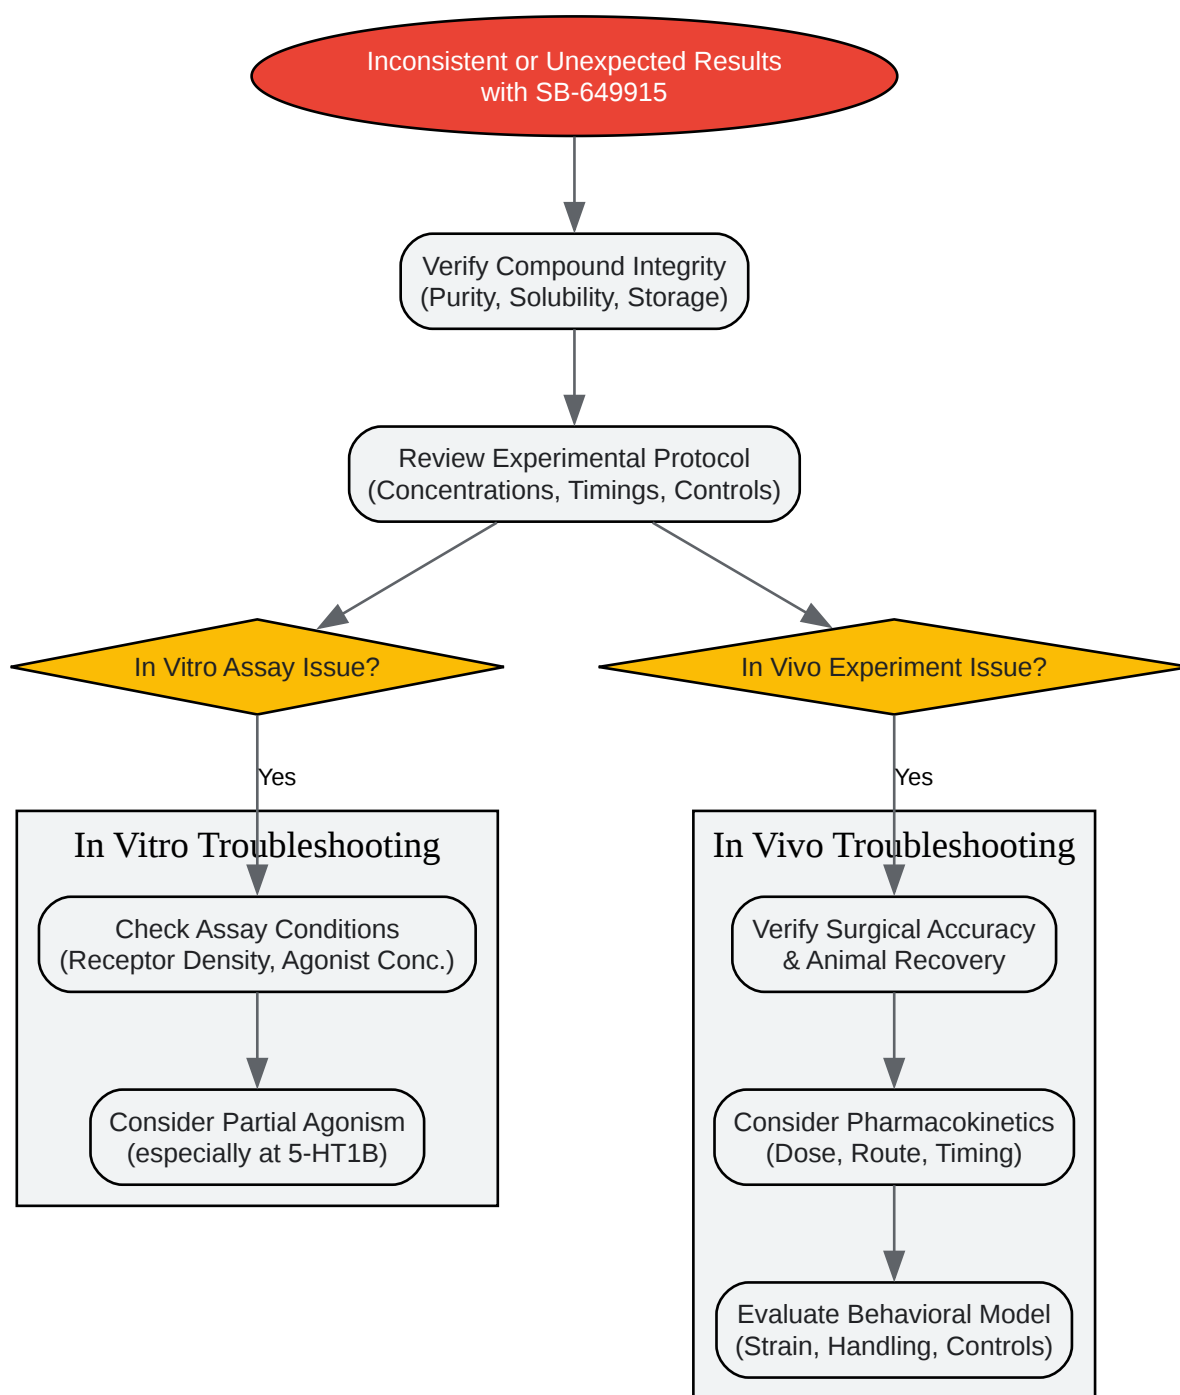 Inconsistent or Unexpected Results
with SB-649915
Verify Compound Integrity
(Purity, Solubility, Storage)
Review Experimental Protocol
(Concentrations, Timings, Controls)
In Vitro Assay Issue?
In Vivo Experiment Issue?
Yes
Yes
In Vitro Troubleshooting
Check Assay Conditions
(Receptor Density, Agonist Conc.)
Consider Partial Agonism
(especially at 5-HT1B)
In Vivo Troubleshooting
Verify Surgical Accuracy
& Animal Recovery
Consider Pharmacokinetics
(Dose, Route, Timing)
Evaluate Behavioral Model
(Strain, Handling, Controls)